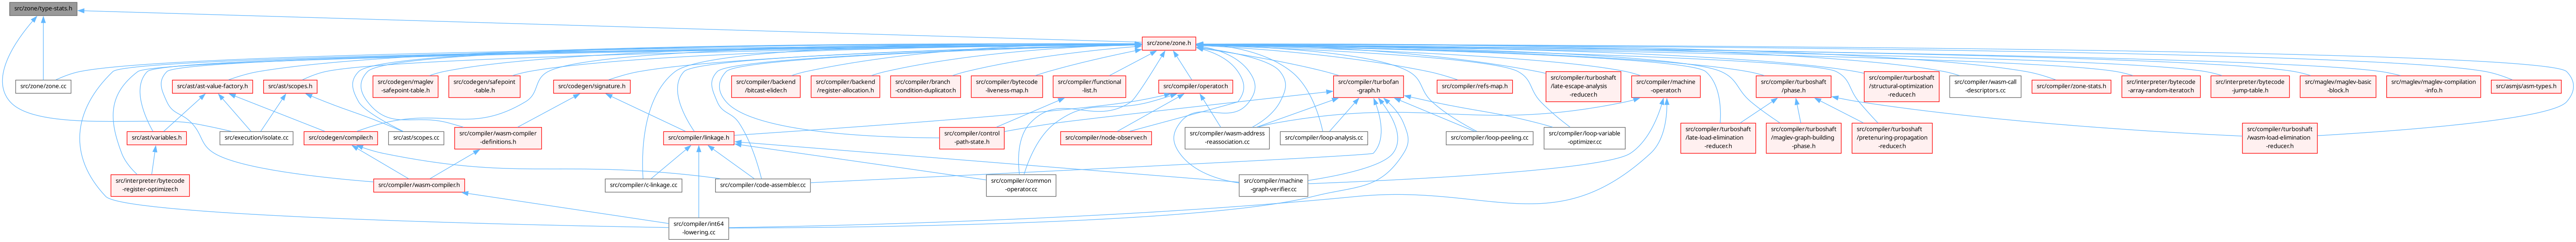 src/zone/type-stats.h
src/zone/zone.h
src/zone/zone.cc
src/ast/ast-value-factory.h
src/ast/scopes.h
src/codegen/maglev
-safepoint-table.h
src/codegen/safepoint
-table.h
src/codegen/signature.h
src/compiler/backend
/bitcast-elider.h
src/compiler/backend
/register-allocation.h
src/compiler/branch
-condition-duplicator.h
src/compiler/bytecode
-liveness-map.h
src/compiler/functional
-list.h
src/compiler/operator.h
src/compiler/turbofan
-graph.h
src/compiler/refs-map.h
src/compiler/turboshaft
/late-escape-analysis
-reducer.h
src/compiler/machine
-operator.h
src/compiler/turboshaft
/phase.h
src/compiler/turboshaft
/structural-optimization
-reducer.h
src/compiler/wasm-call
-descriptors.cc
src/compiler/zone-stats.h
src/interpreter/bytecode
-array-random-iterator.h
src/interpreter/bytecode
-jump-table.h
src/maglev/maglev-basic
-block.h
src/maglev/maglev-compilation
-info.h
src/asmjs/asm-types.h
src/ast/variables.h
src/execution/isolate.cc
src/codegen/compiler.h
src/ast/scopes.cc
src/compiler/wasm-compiler
-definitions.h
src/compiler/linkage.h
src/compiler/control
-path-state.h
src/compiler/node-observer.h
src/compiler/wasm-address
-reassociation.cc
src/compiler/loop-analysis.cc
src/compiler/loop-peeling.cc
src/compiler/loop-variable
-optimizer.cc
src/compiler/turboshaft
/late-load-elimination
-reducer.h
src/compiler/turboshaft
/maglev-graph-building
-phase.h
src/compiler/turboshaft
/pretenuring-propagation
-reducer.h
src/compiler/turboshaft
/wasm-load-elimination
-reducer.h
src/interpreter/bytecode
-register-optimizer.h
src/compiler/wasm-compiler.h
src/compiler/c-linkage.cc
src/compiler/code-assembler.cc
src/compiler/common
-operator.cc
src/compiler/machine
-graph-verifier.cc
src/compiler/int64
-lowering.cc